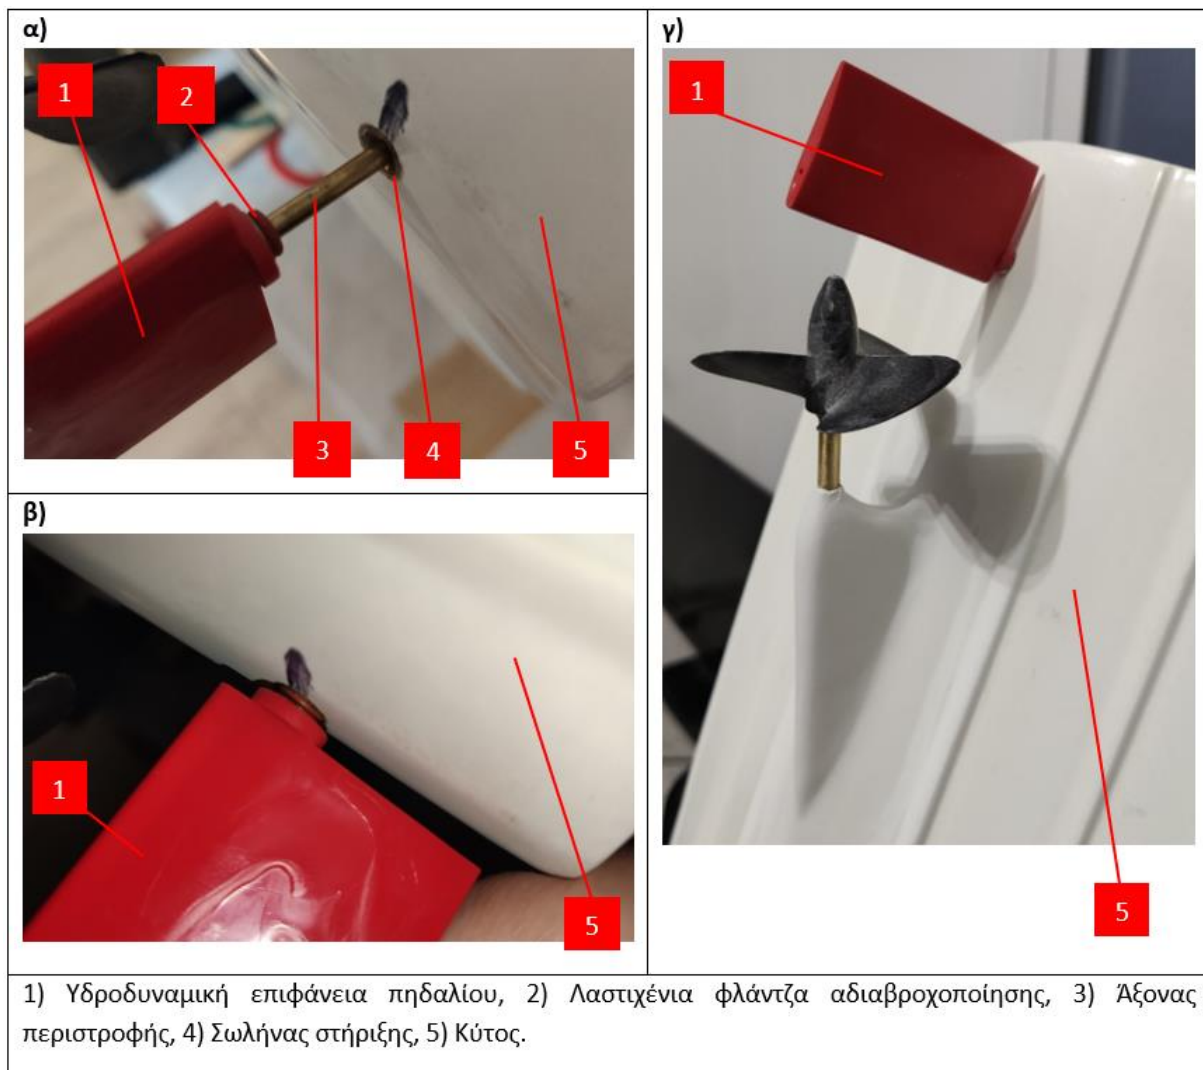 α)
1
2
3
4
5
β)
1
5
γ)
1
5
1) Υδροδυναμική επιφάνεια πηδαλίου, 2) Λαστιχένια φλάντζα αδιαβροχοποίησης, 3) Άξονας
περιστροφής, 4) Σωλήνας στήριξης, 5) Κύτος.